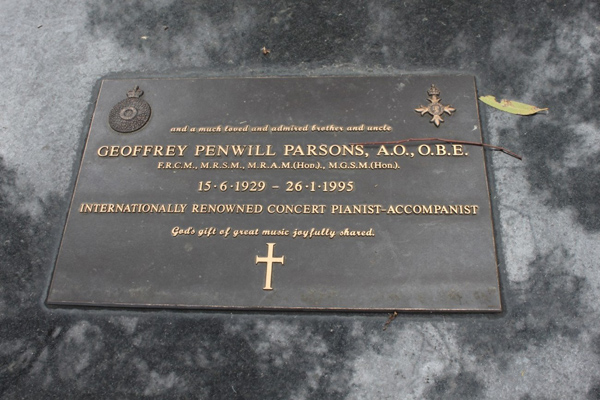 and a much loved and admired brother and uncle
GEOFFREY PENWILL PARSONS, A.O., O.B.E.
F.R.C.M., M.R.S.M., M.R.A.M.(Hon.), M.G.S.M.(Hon.).
15·6·1929 – 26·1·1995
INTERNATIONALLY RENOWNED CONCERT PIANIST–ACCOMPANIST
God's gift of great music joyfully shared.